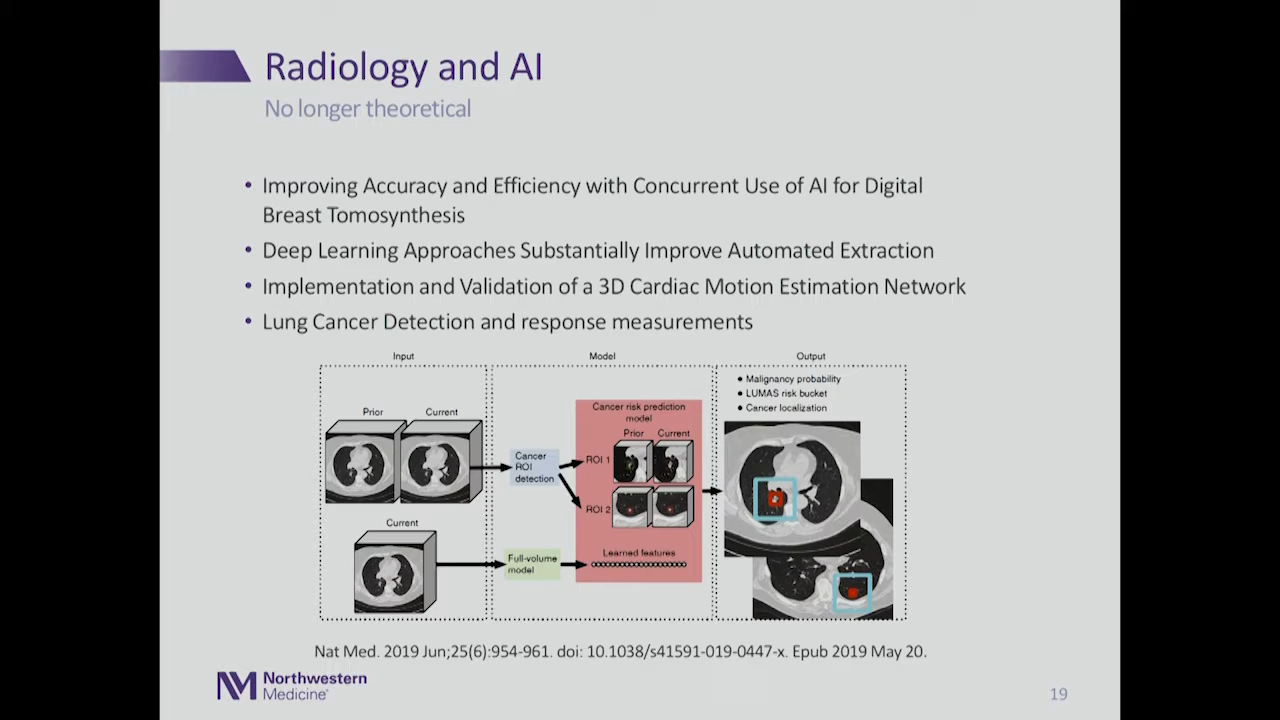 Radiology and AI
No longer theoretical
• Improving Accuracy and Efficiency with Concurrent Use of AI for Digital
Breast Tomosynthesis
• Deep Learning Approaches Substantially Improve Automated Extraction
• Implementation and Validation of a 3D Cardiac Motion Estimation Network
• Lung Cancer Detection and response measurements
Input
Prior
Current
Current
Model
Cancer
ROI
detection
Full-volume
model
Cancer risk prediction
model
Prior
Current
ROI 1
ROI 2
Learned features
Output
• Malignancy probability
• LUMAS risk bucket
• Cancer localization
Nat Med. 2019 Jun;25(6):954-961. doi: 10.1038/s41591-019-0447-x. Epub 2019 May 20.
NM
Northwestern
Medicine®
19